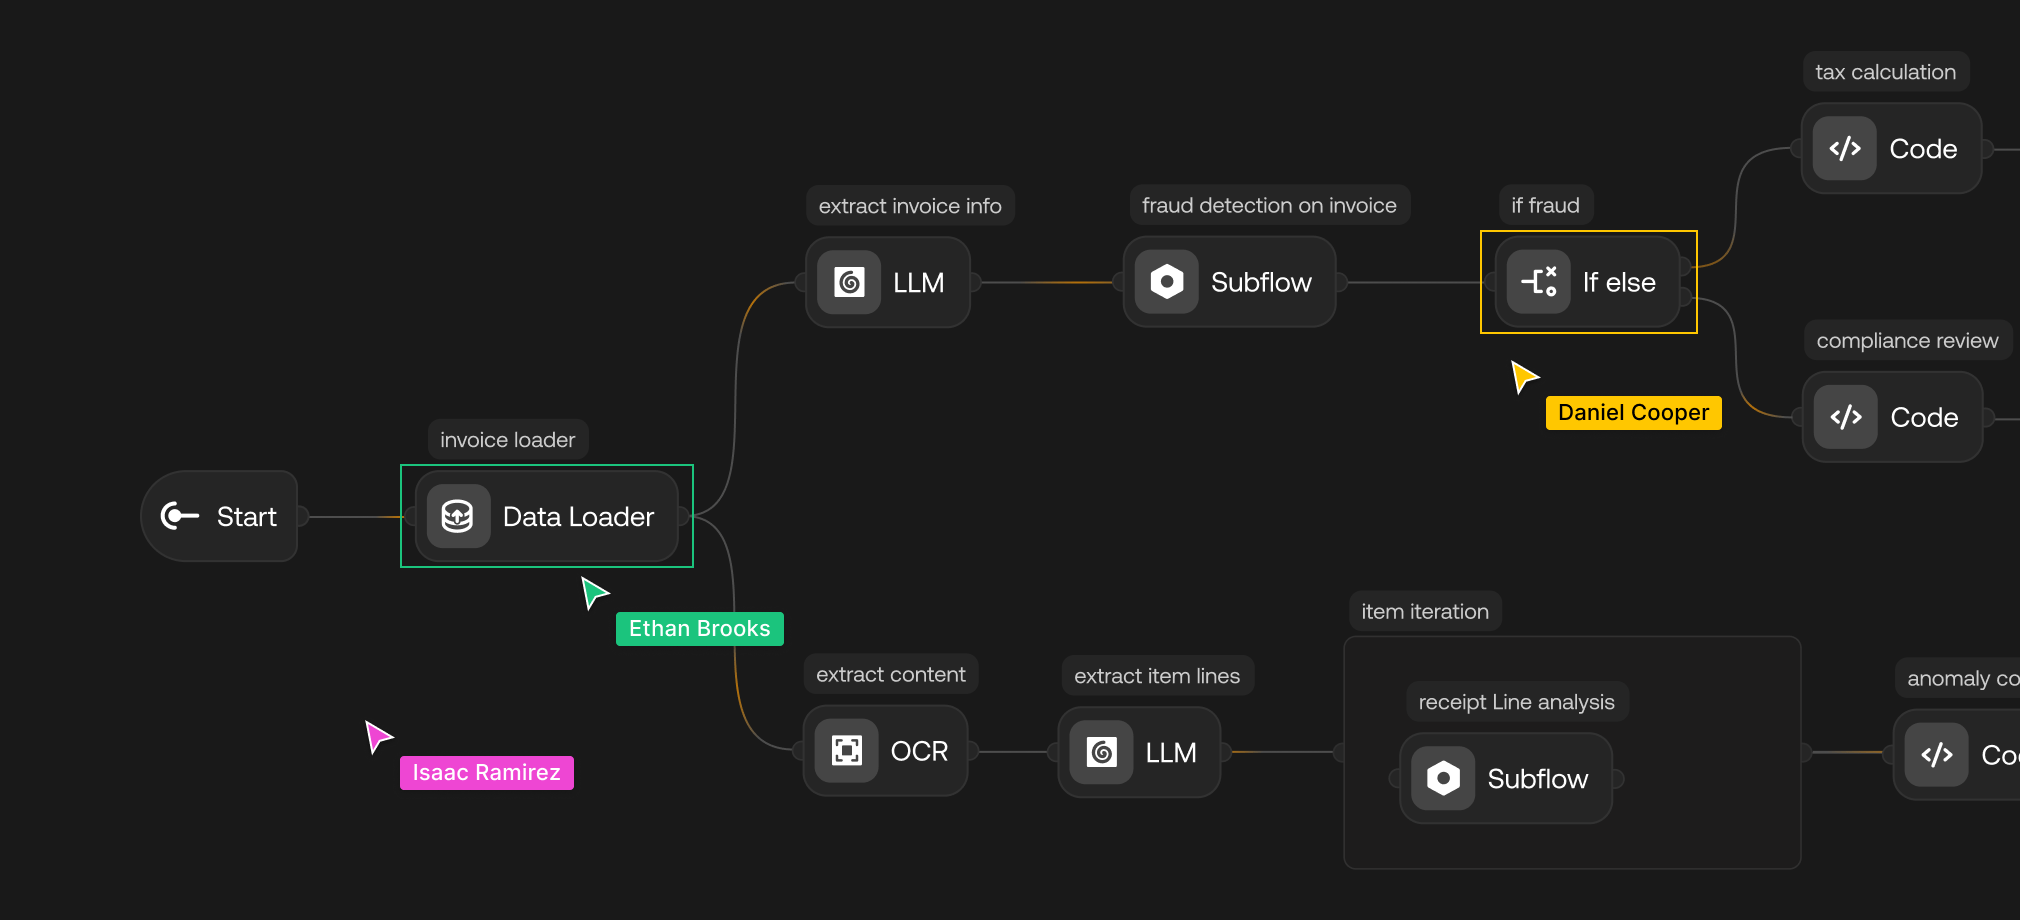 tax calculation
Code
extract invoice info
LLM
fraud detection on invoice
Subflow
if fraud
If else
compliance review
Code
Daniel Cooper
invoice loader
Start
Data Loader
Ethan Brooks
extract content
OCR
extract item lines
LLM
item iteration
receipt Line analysis
Subflow
anomaly co
Co
Isaac Ramirez